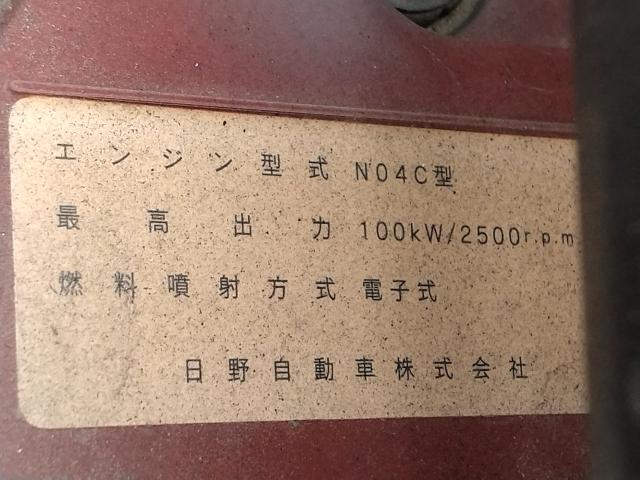 エンジン型式 N04C型
最高出力 100kW/2500r.p.m
燃料噴射方式 電子式
日野自動車株式会社